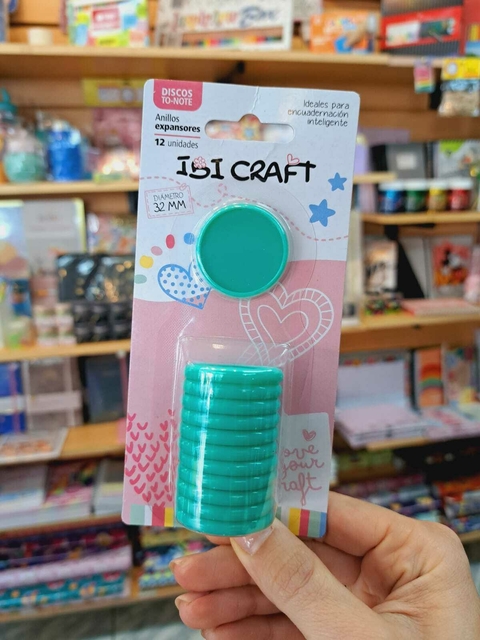 DISCOS
TO-NOTE
Anillos
expansores
12 unidades
Ideales para
encuadernación
inteligente
IBI CRAFT
DIÁMETRO
32 MM
love
your
craft